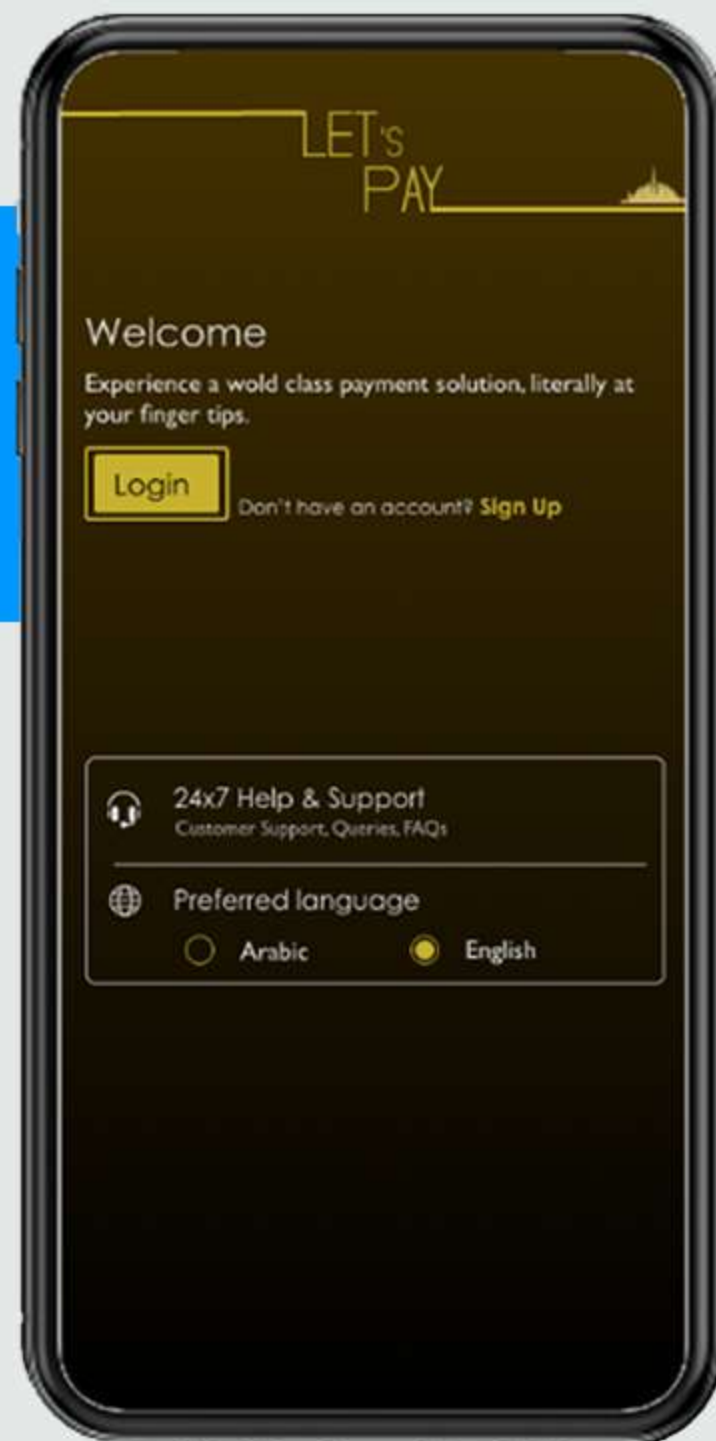 LET's
PAY
Welcome
Experience a wold class payment solution, literally at
your finger tips.
Login
Don't have an account? Sign Up
24x7 Help & Support
Customer Support, Queries, FAQs
Preferred language
Arabic English